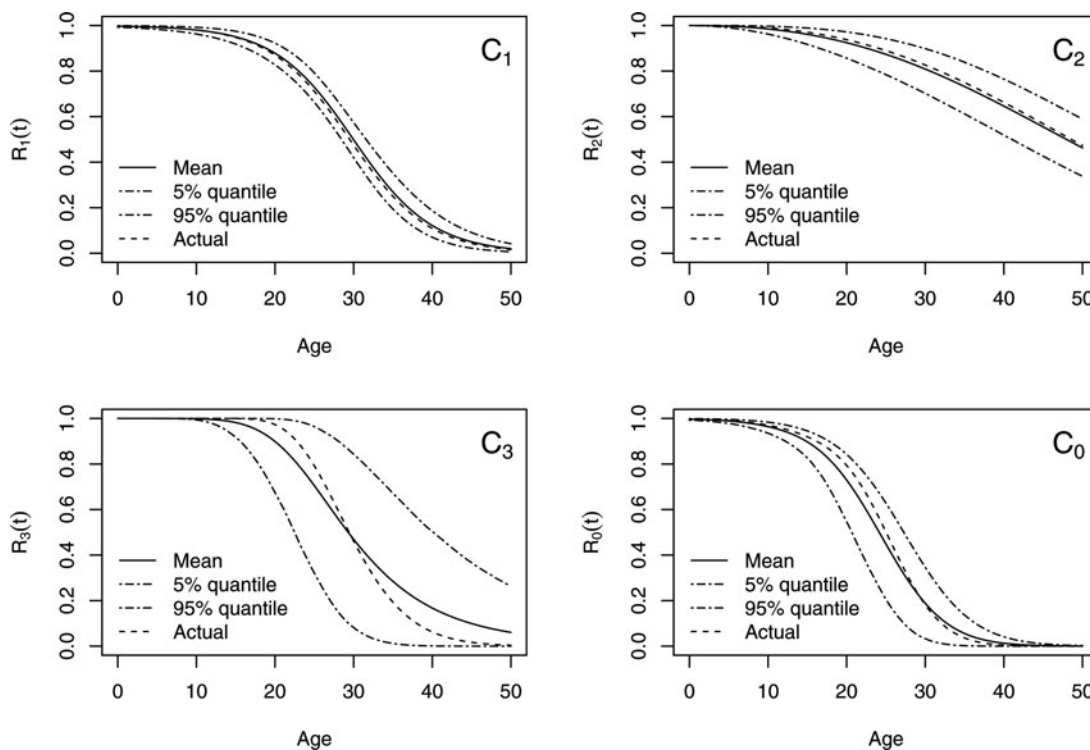 C1
R1(t)
1.0
0.8
0.6
0.4
0.2
0.0
Mean
5% quantile
95% quantile
Actual
0 10 20 30 40 50
Age
C2
R2(t)
1.0
0.8
0.6
0.4
0.2
0.0
Mean
5% quantile
95% quantile
Actual
0 10 20 30 40 50
Age
C3
R3(t)
1.0
0.8
0.6
0.4
0.2
0.0
Mean
5% quantile
95% quantile
Actual
0 10 20 30 40 50
Age
C0
R0(t)
1.0
0.8
0.6
0.4
0.2
0.0
Mean
5% quantile
95% quantile
Actual
0 10 20 30 40 50
Age